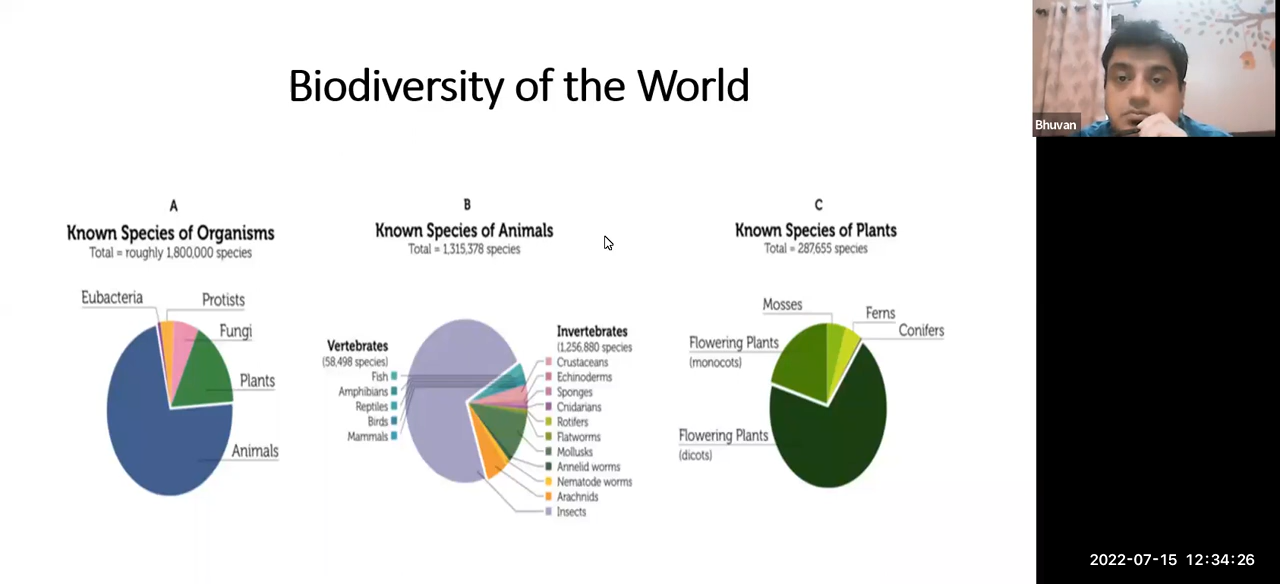 Biodiversity of the World
A
Known Species of Organisms
Total = roughly 1,800,000 species
Eubacteria
Protists
Fungi
Plants
Animals
B
Known Species of Animals
Total = 1,315,378 species
Vertebrates
(58,498 species)
Fish
Amphibians
Reptiles
Birds
Mammals
Invertebrates
(1,256,880 species
Crustaceans
Echinoderms
Sponges
Cnidarians
Rotifers
Flatworms
Mollusks
Annelid worms
Nematode worms
Arachnids
Insects
C
Known Species of Plants
Total = 287,655 species
Mosses
Ferns
Conifers
Flowering Plants
(monocots)
Flowering Plants
(dicots)
Bhuvan
2022-07-15 12:34:26